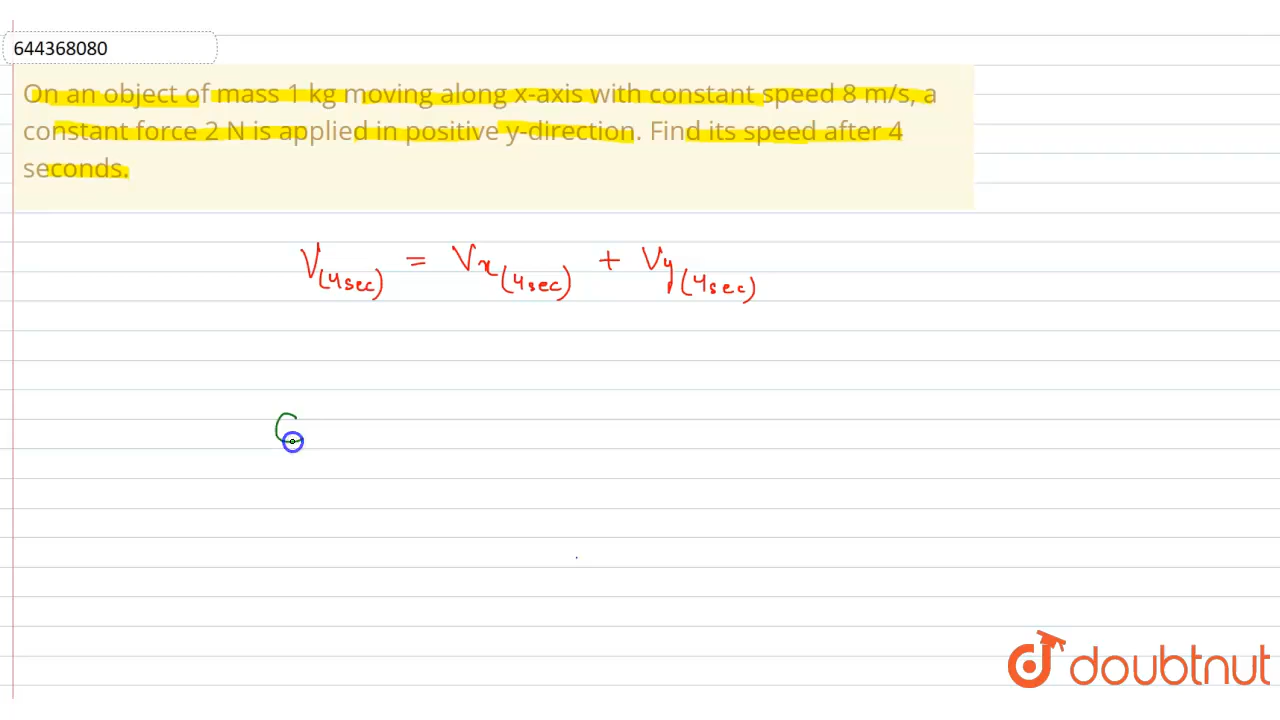 644368080
On an object of mass 1 kg moving along x-axis with constant speed 8 m/s, a
constant force 2 N is applied in positive y-direction. Find its speed after 4
seconds.
V(4sec) = Vx(4sec) + Vy(4sec)
doubtnut